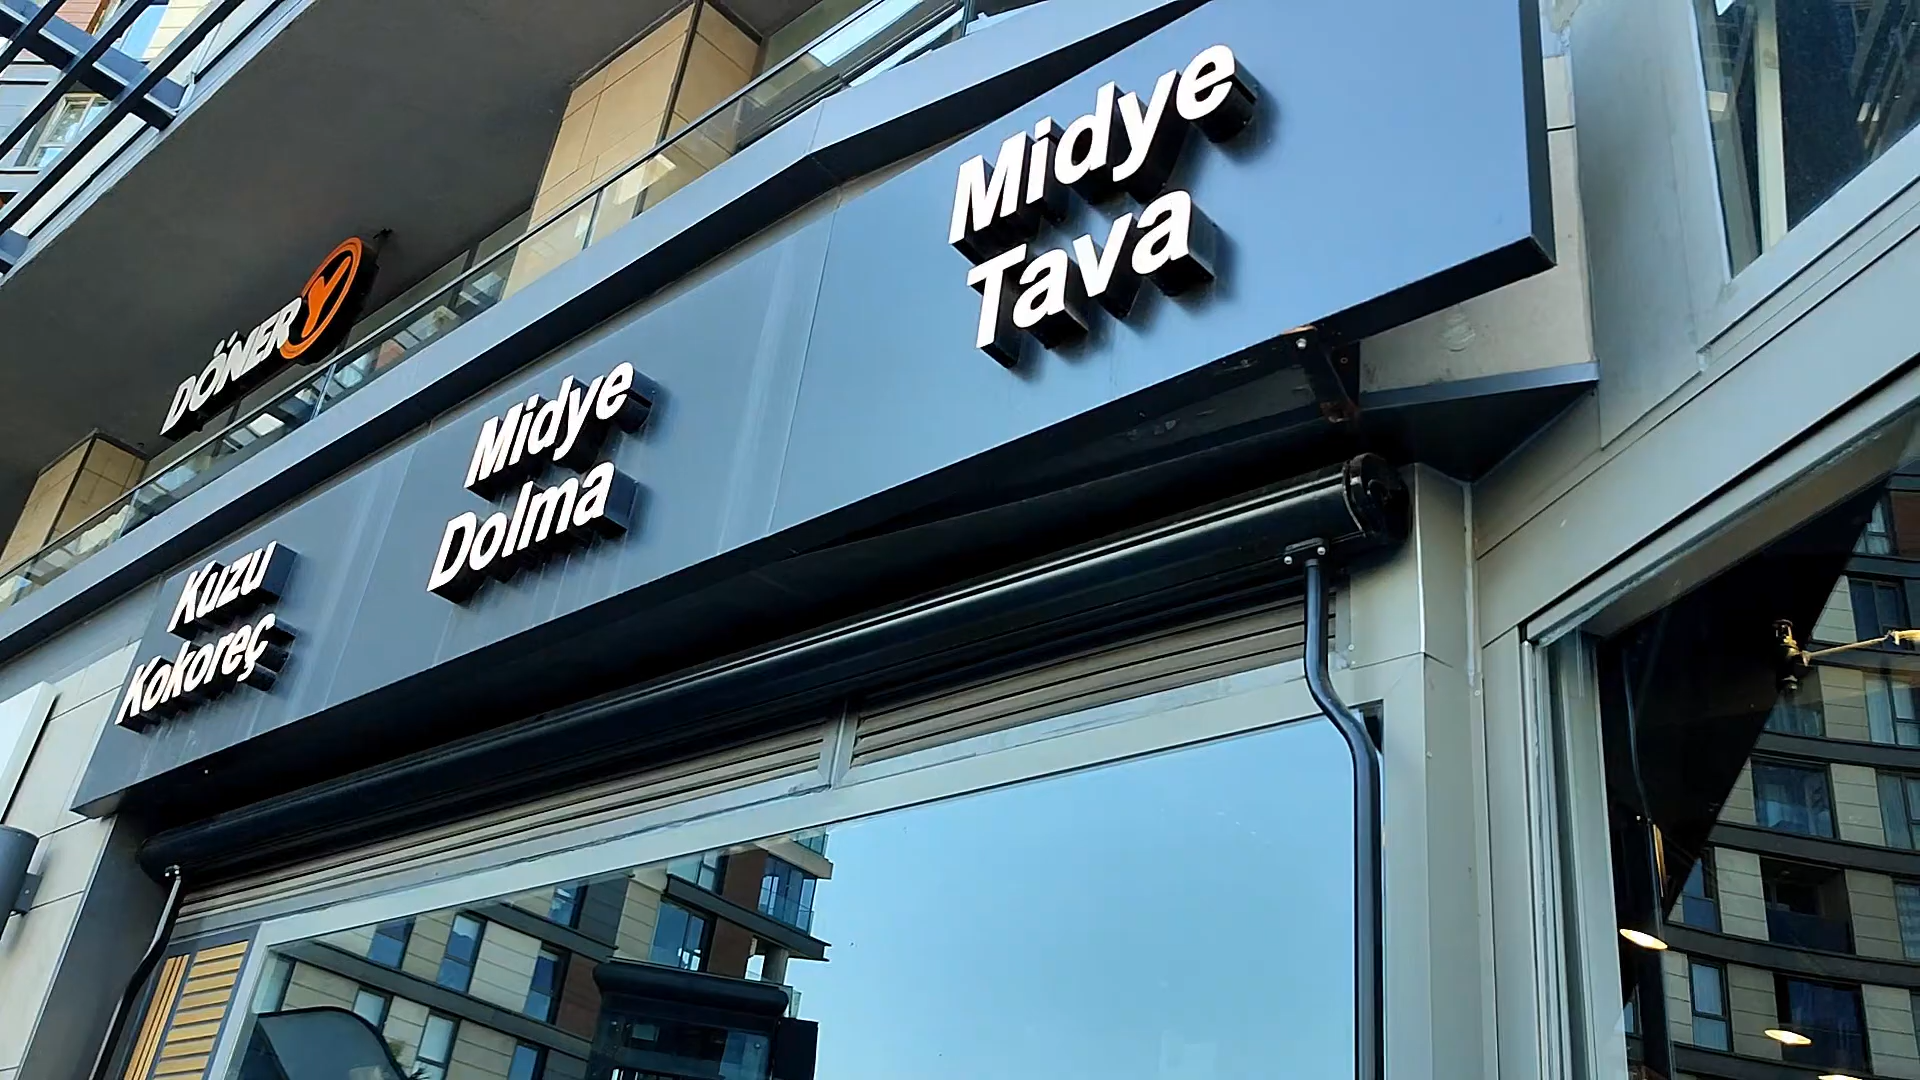 DÖNER Y
Kuzu
Kokoreç
Midye
Dolma
Midye
Tava